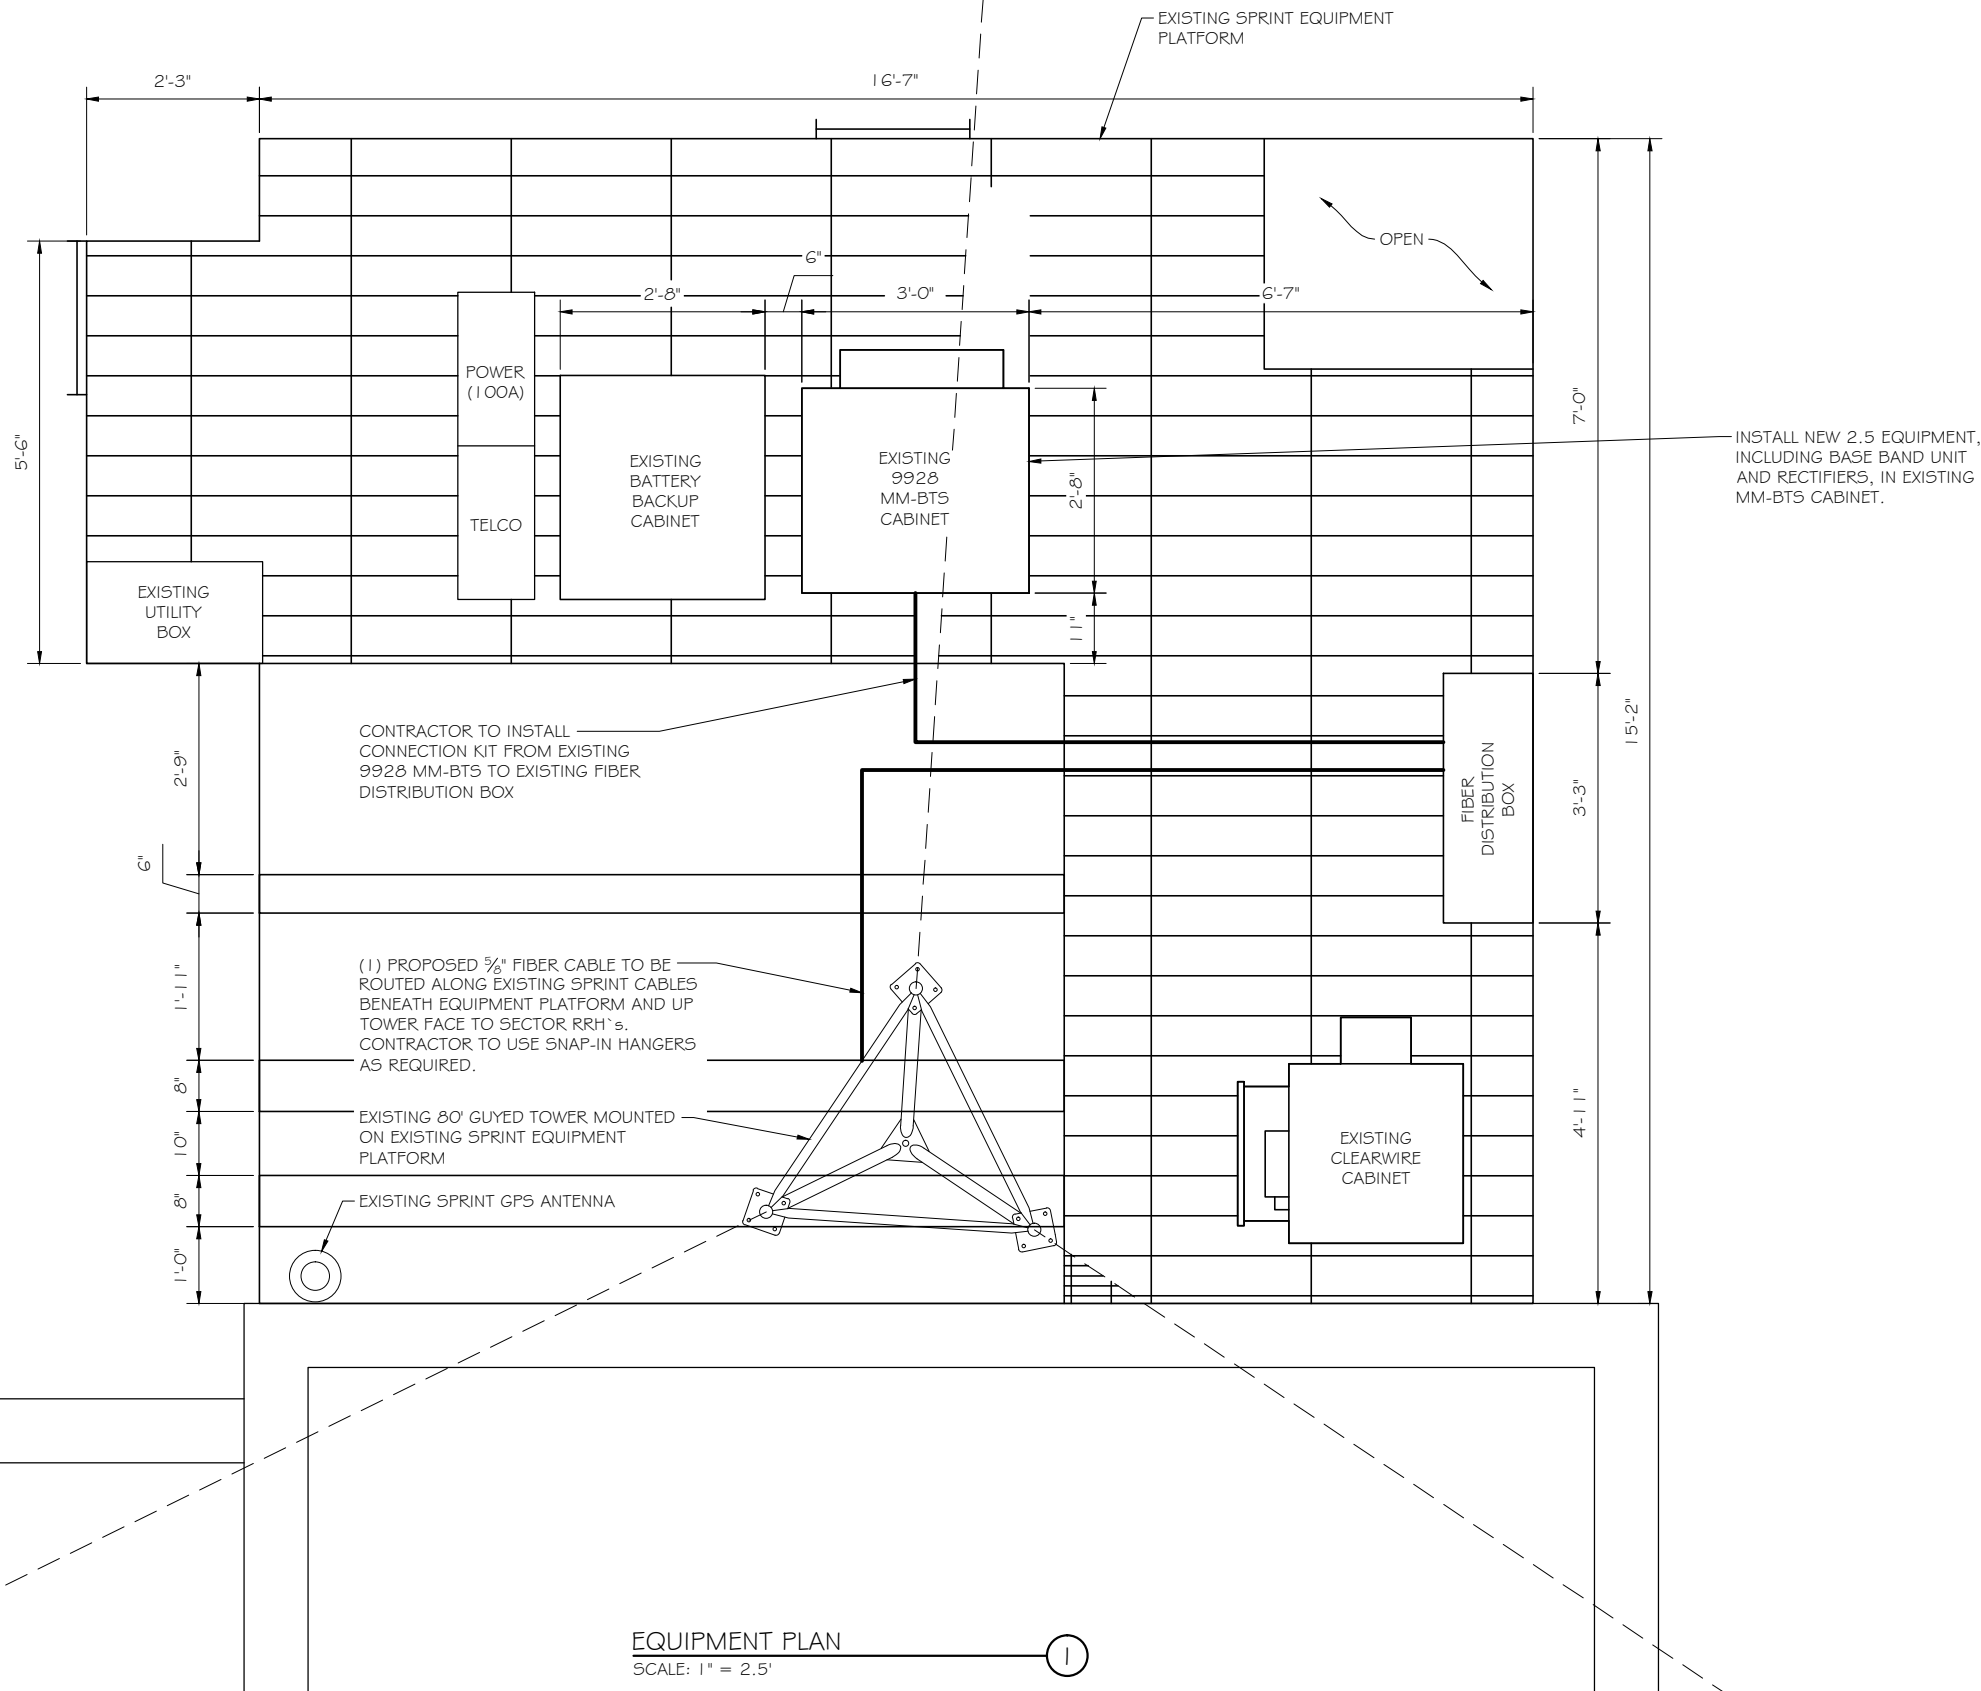 EXISTING SPRINT EQUIPMENT
PLATFORM
2'-3"
16'-7"
OPEN
6"
2'-8"
3'-0"
6'-7"
POWER
(100A)
TELCO
EXISTING
BATTERY
BACKUP
CABINET
EXISTING
9928
MM-BTS
CABINET
2'-8"
11"
7'-0"
5'-6"
INSTALL NEW 2.5 EQUIPMENT,
INCLUDING BASE BAND UNIT
AND RECTIFIERS, IN EXISTING
MM-BTS CABINET.
EXISTING
UTILITY
BOX
15'-2"
CONTRACTOR TO INSTALL
CONNECTION KIT FROM EXISTING
9928 MM-BTS TO EXISTING FIBER
DISTRIBUTION BOX
FIBER
DISTRIBUTION
BOX
3'-3"
2'-9"
6"
1'-11"
8"
10"
8"
1'-0"
(1) PROPOSED ⅝" FIBER CABLE TO BE
ROUTED ALONG EXISTING SPRINT CABLES
BENEATH EQUIPMENT PLATFORM AND UP
TOWER FACE TO SECTOR RRH`s.
CONTRACTOR TO USE SNAP-IN HANGERS
AS REQUIRED.
EXISTING 80' GUYED TOWER MOUNTED
ON EXISTING SPRINT EQUIPMENT
PLATFORM
EXISTING SPRINT GPS ANTENNA
EXISTING
CLEARWIRE
CABINET
4'-11"
EQUIPMENT PLAN
1
SCALE: 1" = 2.5'